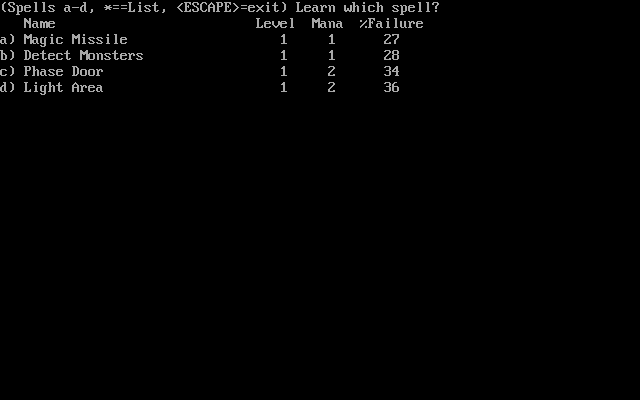 (Spells a-d, *==List, <ESCAPE>=exit) Learn which spell?
Name Level Mana %Failure
a) Magic Missile 1 1 27
b) Detect Monsters 1 1 28
c) Phase Door 1 2 34
d) Light Area 1 2 36